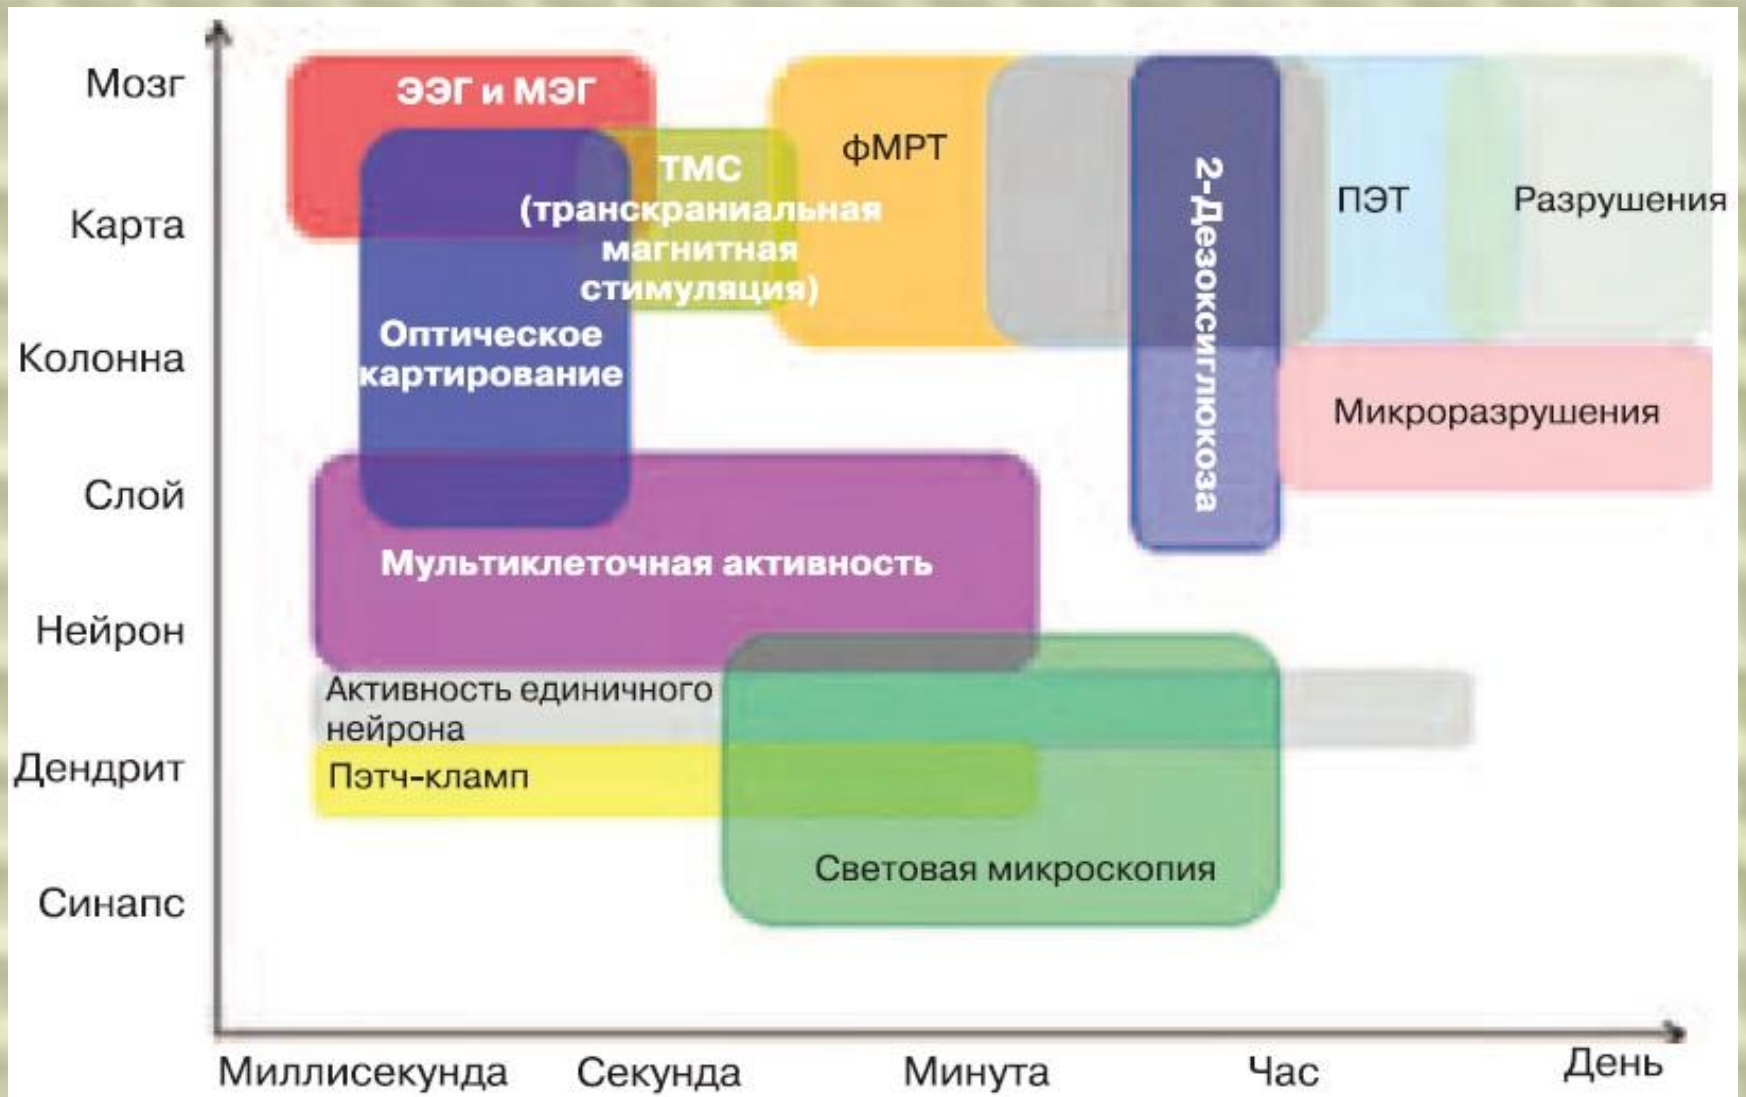 Мозг
Карта
Колонна
Слой
Нейрон
Дендрит
Синапс
ЭЭГ и МЭГ
ТМС
(транскраниальная
магнитная
стимуляция)
фМРТ
2-Дезоксиглюкоза
ПЭТ
Разрушения
Оптическое
картирование
Микроразрушения
Мультиклеточная активность
Активность единичного
нейрона
Пэтч-кламп
Световая микроскопия
Миллисекунда
Секунда
Минута
Час
День